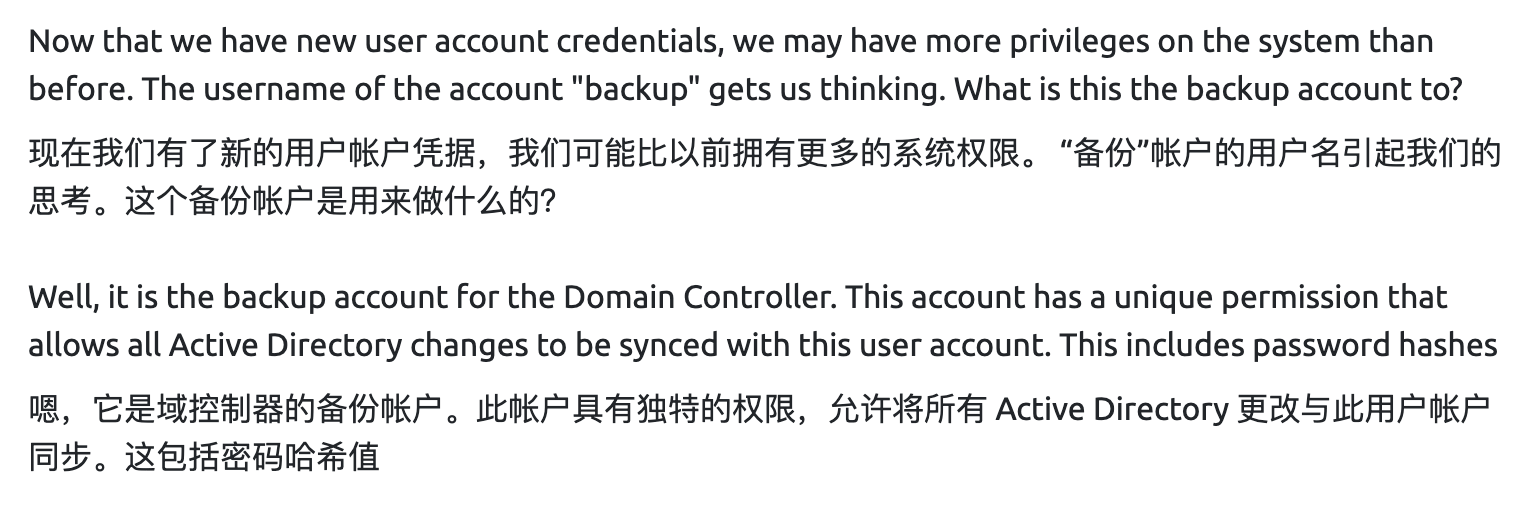 Now that we have new user account credentials, we may have more privileges on the system than
before. The username of the account "backup" gets us thinking. What is this the backup account to?
现在我们有了新的用户帐户凭据，我们可能比以前拥有更多的系统权限。 “备份”帐户的用户名引起我们的
思考。这个备份帐户是用来做什么的?
Well, it is the backup account for the Domain Controller. This account has a unique permission that
allows all Active Directory changes to be synced with this user account. This includes password hashes
嗯，它是域控制器的备份帐户。此帐户具有独特的权限，允许将所有 Active Directory 更改与此用户帐户
同步。这包括密码哈希值